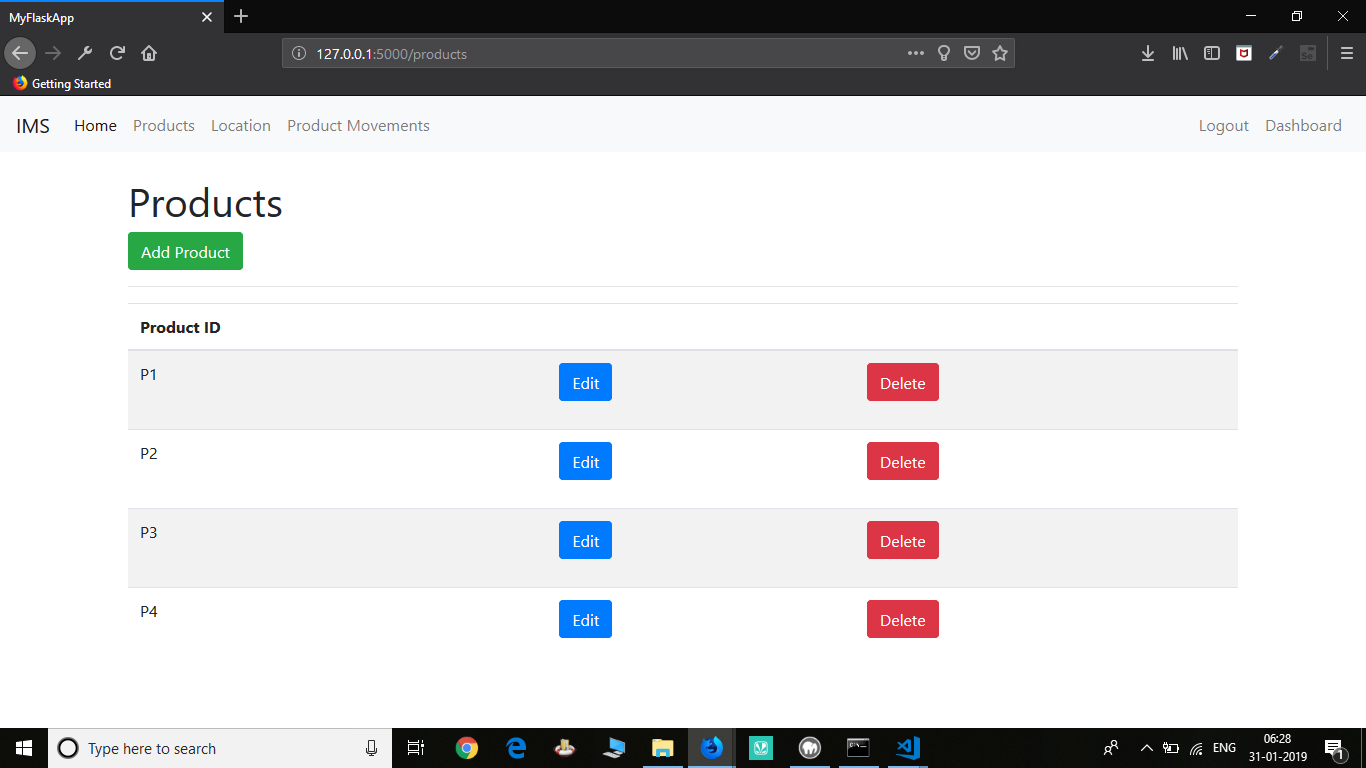 MyFlaskApp
127.0.0.1:5000/products
Getting Started
IMS Home Products Location Product Movements Logout Dashboard
Products
Add Product
Product ID
P1 Edit Delete
P2 Edit Delete
P3 Edit Delete
P4 Edit Delete
Type here to search
ENG
06:28
31-01-2019
1